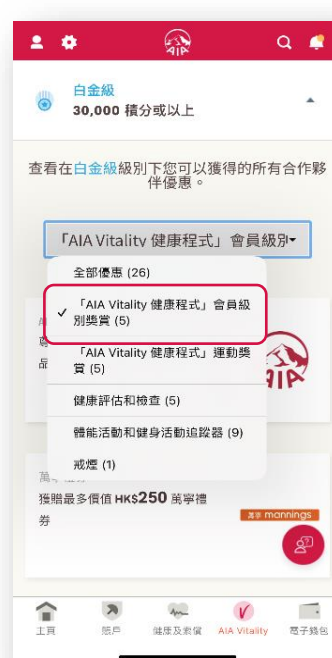 AIA
白金級
30,000 積分或以上
查看在白金級級別下您可以獲得的所有合作夥
伴優惠。
「AIA Vitality 健康程式」會員級別
全部優惠 (26)
✓ 「AIA Vitality 健康程式」會員級
別獎賞 (5)
「AIA Vitality 健康程式」運動獎
賞 (5)
品
AIA
健康評估和檢查 (5)
體能活動和健身活動追蹤器 (9)
戒煙 (1)
獲贈最多價值 HK$250 萬寧禮
券
萬寧 mannings
主頁
賬戶
健康及索償
AIA Vitality
電子錢包